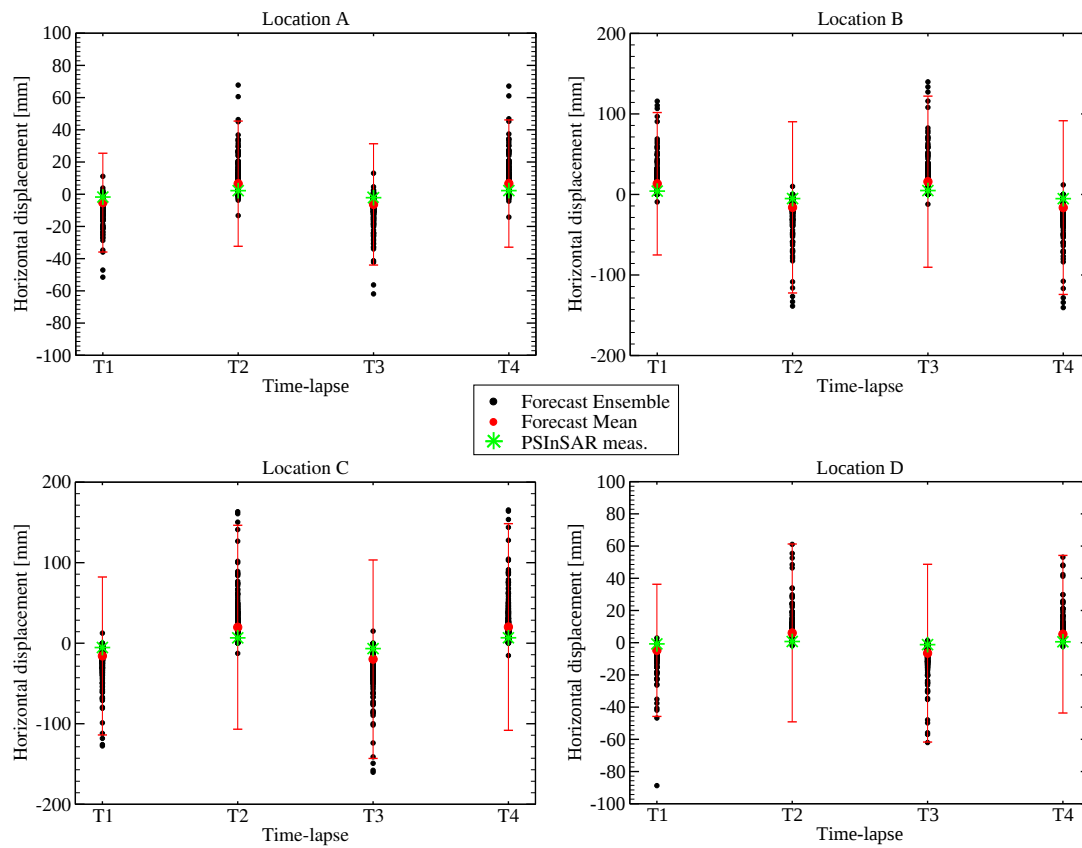 Location A
Horizontal displacement [mm]
100
80
60
40
20
0
-20
-40
-60
-80
-100
T1 T2 T3 T4
Time-lapse
Location B
Horizontal displacement [mm]
200
100
0
-100
-200
T1 T2 T3 T4
Time-lapse
Forecast Ensemble
Forecast Mean
PSInSAR meas.
Location C
Horizontal displacement [mm]
200
100
0
-100
-200
T1 T2 T3 T4
Time-lapse
Location D
Horizontal displacement [mm]
100
80
60
40
20
0
-20
-40
-60
-80
-100
T1 T2 T3 T4
Time-lapse